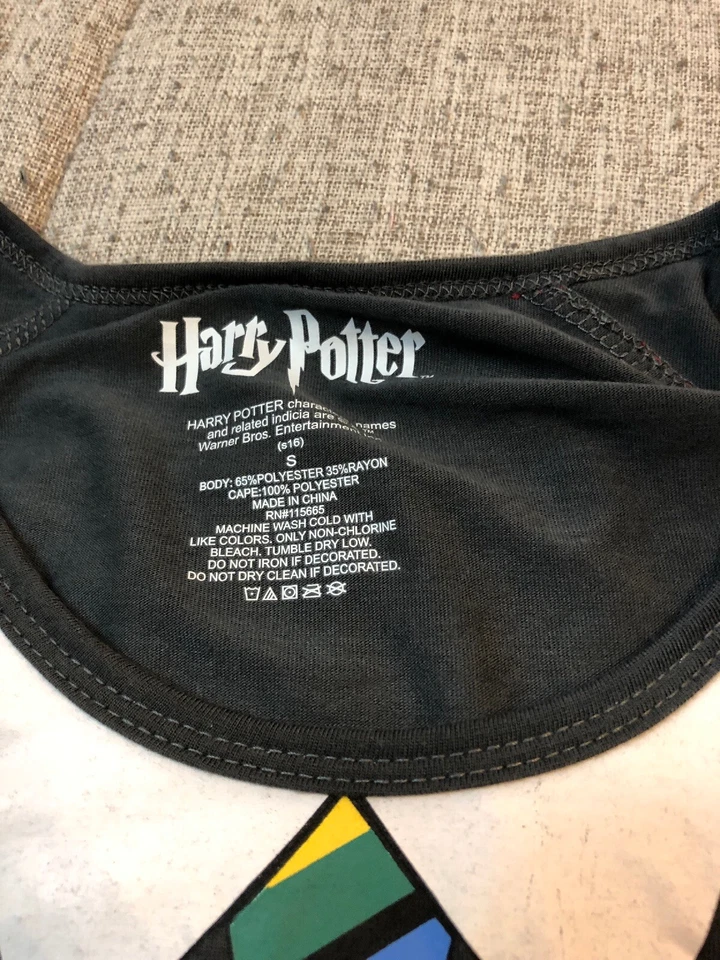 Harry Potter
HARRY POTTER
and related indicia are names
Warner Bros. Entertainment
(s16)
S
BODY: 65%POLYESTER 35%RAYON
CAPE:100% POLYESTER
MADE IN CHINA
RN#115665
MACHINE WASH COLD WITH
LIKE COLORS. ONLY NON-CHLORINE
BLEACH. TUMBLE DRY LOW.
DO NOT IRON IF DECORATED.
DO NOT DRY CLEAN IF DECORATED.